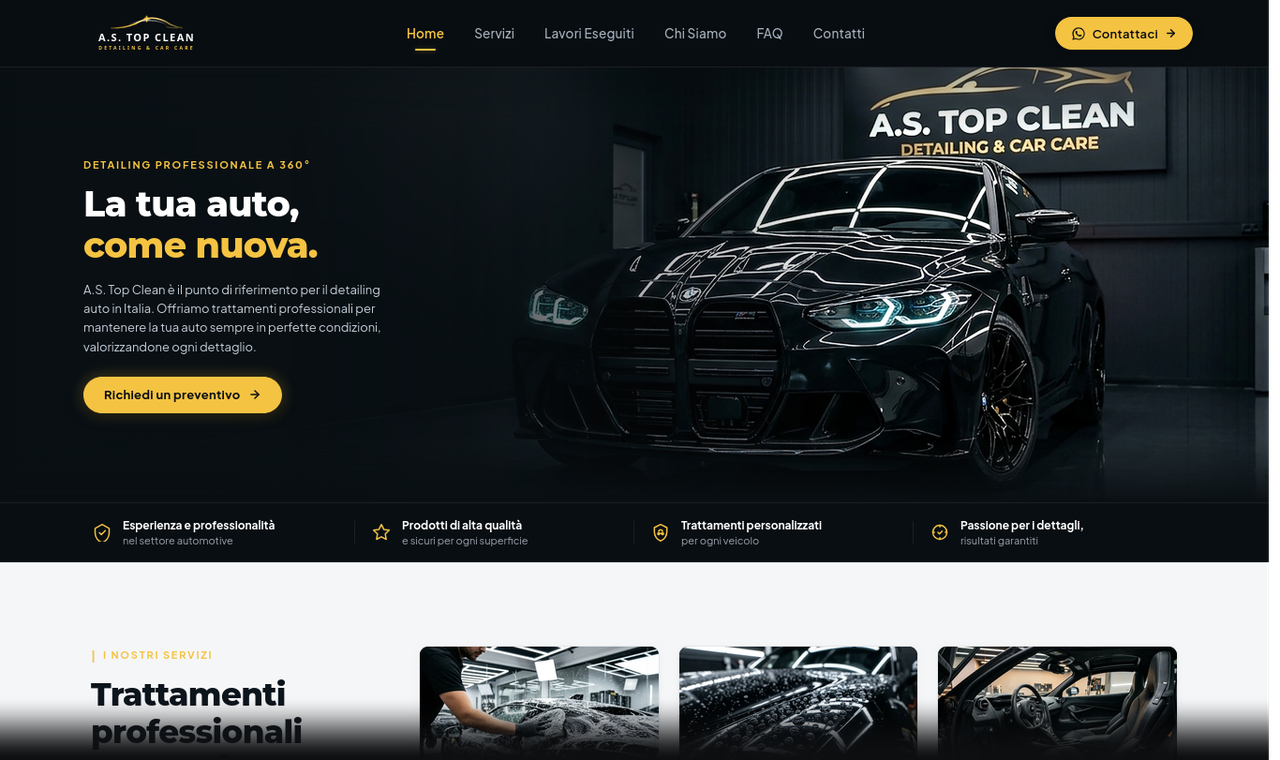 A.S. TOP CLEAN
DETAILING & CAR CARE
Home
Servizi
Lavori Eseguiti
Chi Siamo
FAQ
Contatti
Contattaci
A.S. TOP CLEAN
DETAILING & CAR CARE
DETAILING PROFESSIONALE A 360°
La tua auto,
come nuova.
A.S. Top Clean è il punto di riferimento per il detailing
auto in Italia. Offriamo trattamenti professionali per
mantenere la tua auto sempre in perfette condizioni,
valorizzandone ogni dettaglio.
Richiedi un preventivo
Esperienza e professionalità
nel settore automotive
Prodotti di alta qualità
e sicuri per ogni superficie
Trattamenti personalizzati
per ogni veicolo
Passione per i dettagli,
risultati garantiti
I NOSTRI SERVIZI
Trattamenti
professionali